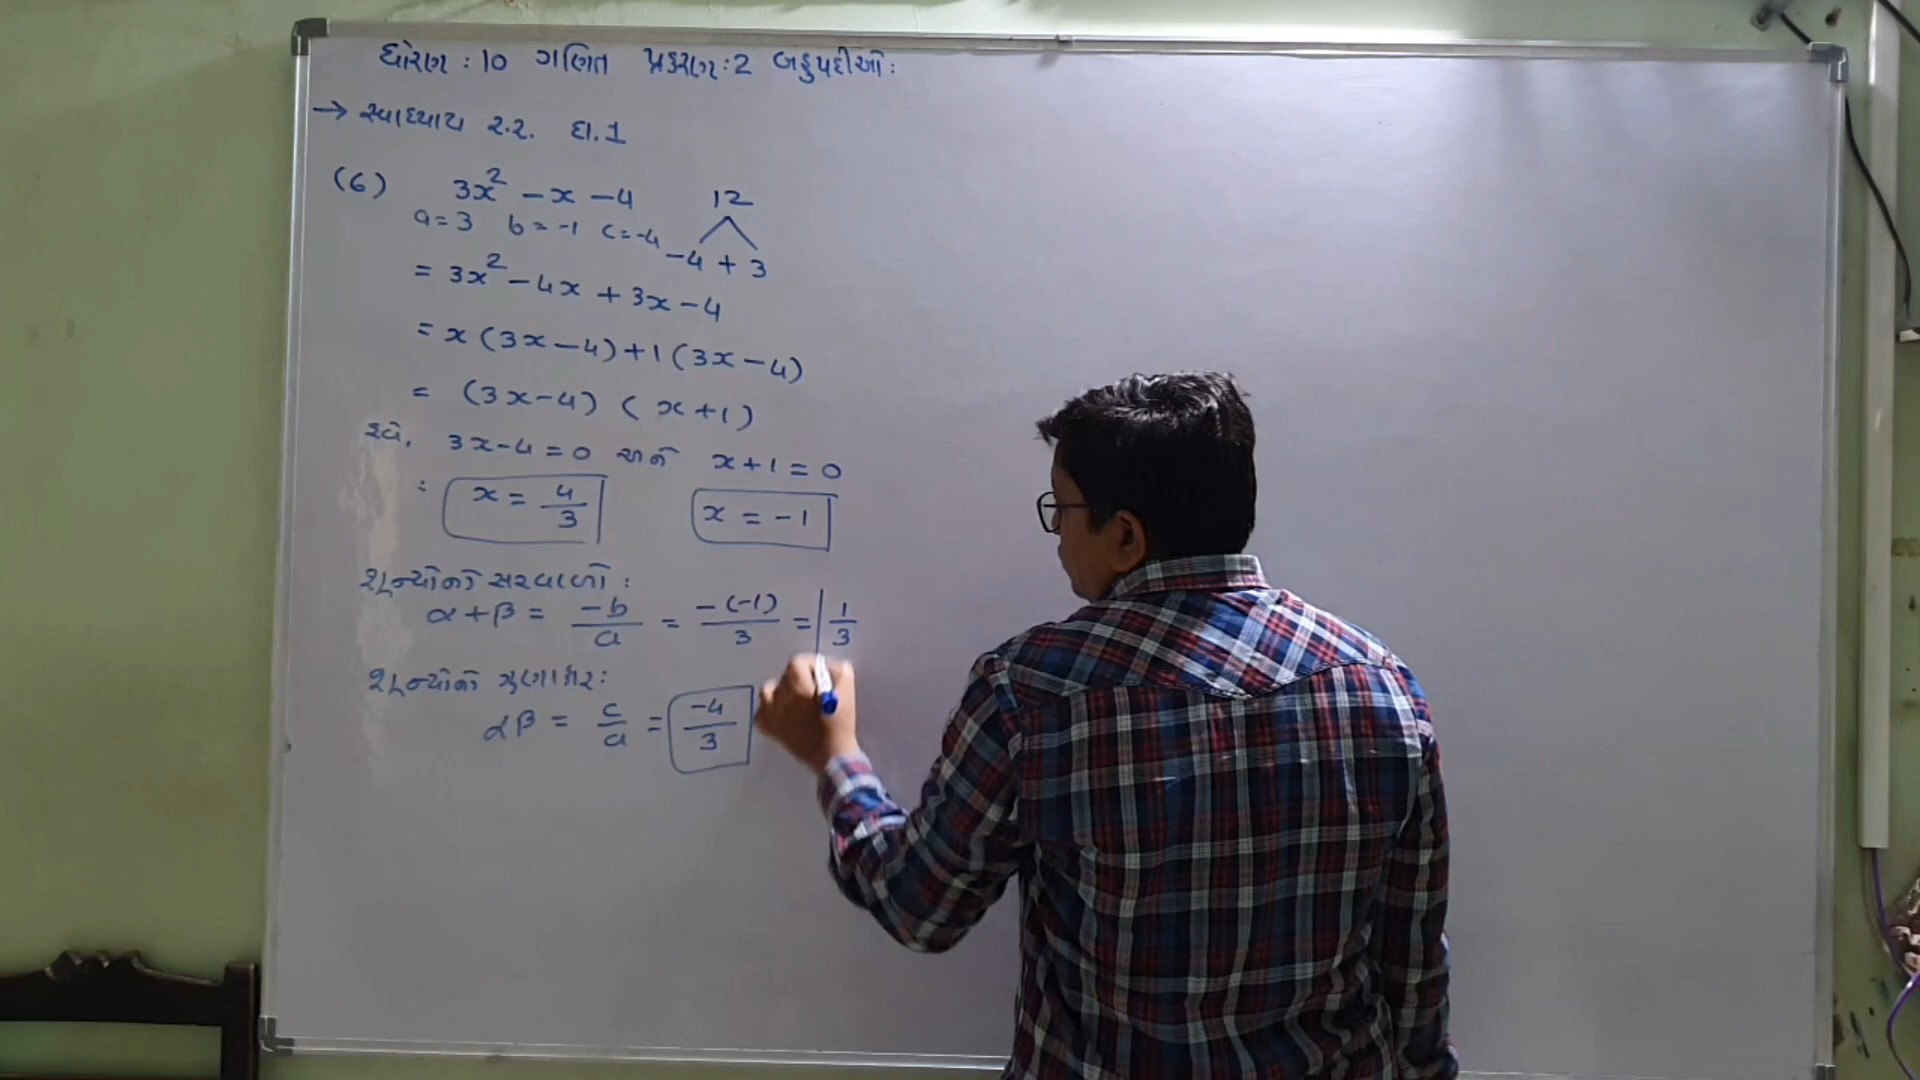 ધોરણ : 10 ગણિત પ્રકરણ : 2 બહુપદીઓ :
→ સ્વાધ્યાય ૨.૨. દા.1
(6) 3x² – x – 4 12
a = 3 b = -1 c = -4 -4 + 3
= 3x² – 4x + 3x – 4
= x (3x – 4) + 1 (3x – 4)
= (3x – 4) (x + 1)
હવે, 3x – 4 = 0 અને x + 1 = 0
: x = 4/3 x = -1
શૂન્યોનો સરવાળો :
α + β = -b/a = -(-1)/3 = 1/3
શૂન્યોનો ગુણાકાર :
αβ = c/a = -4/3